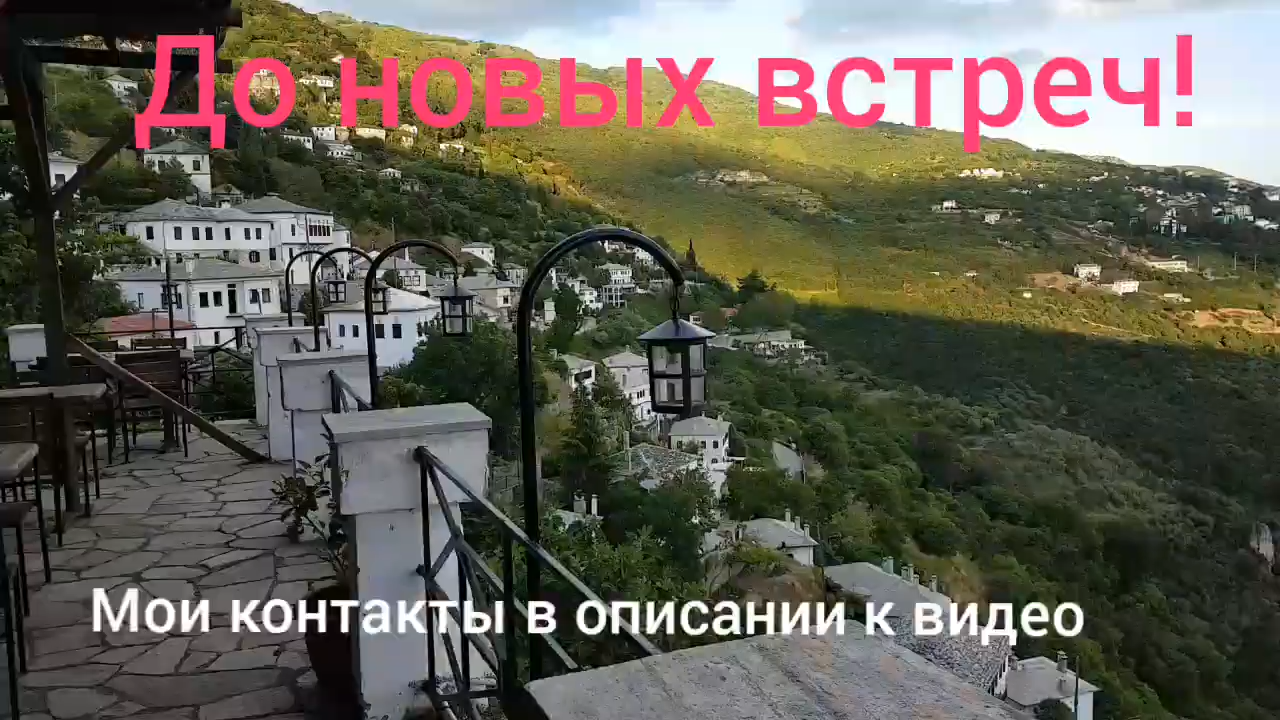 До новых встреч!
Мои контакты в описании к видео